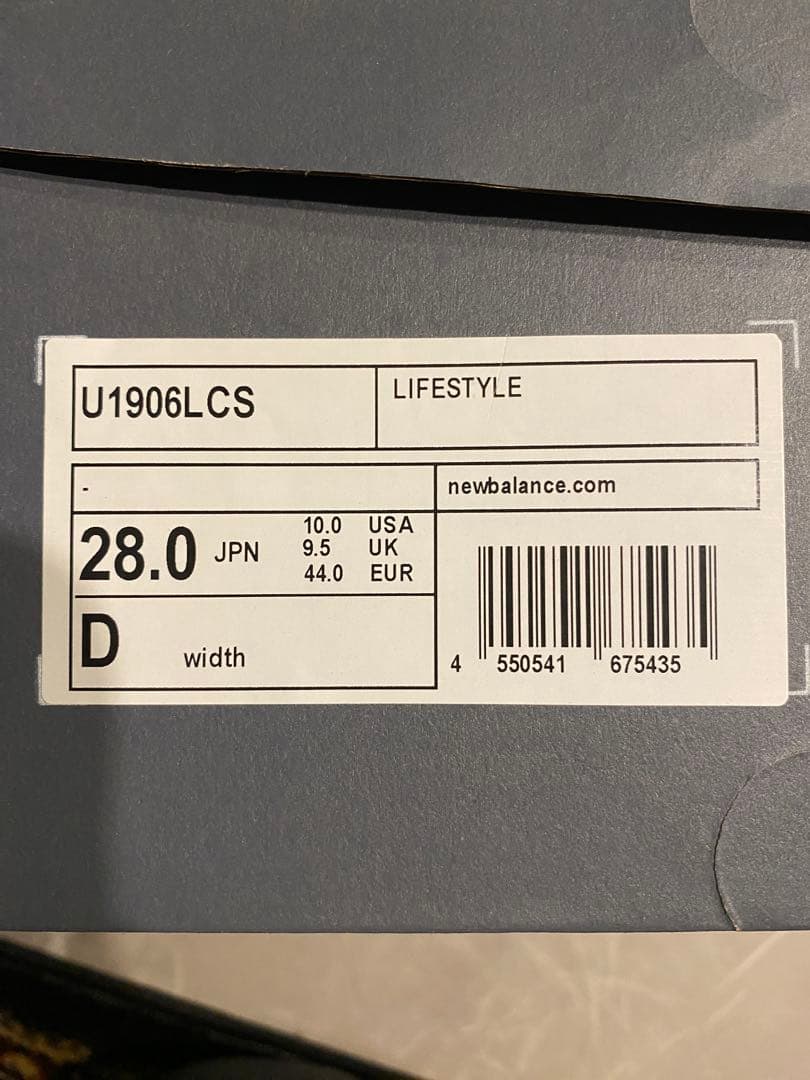 U1906LCS
LIFESTYLE
-
newbalance.com
28.0 JPN
10.0 USA
9.5 UK
44.0 EUR
D width
4 550541 675435